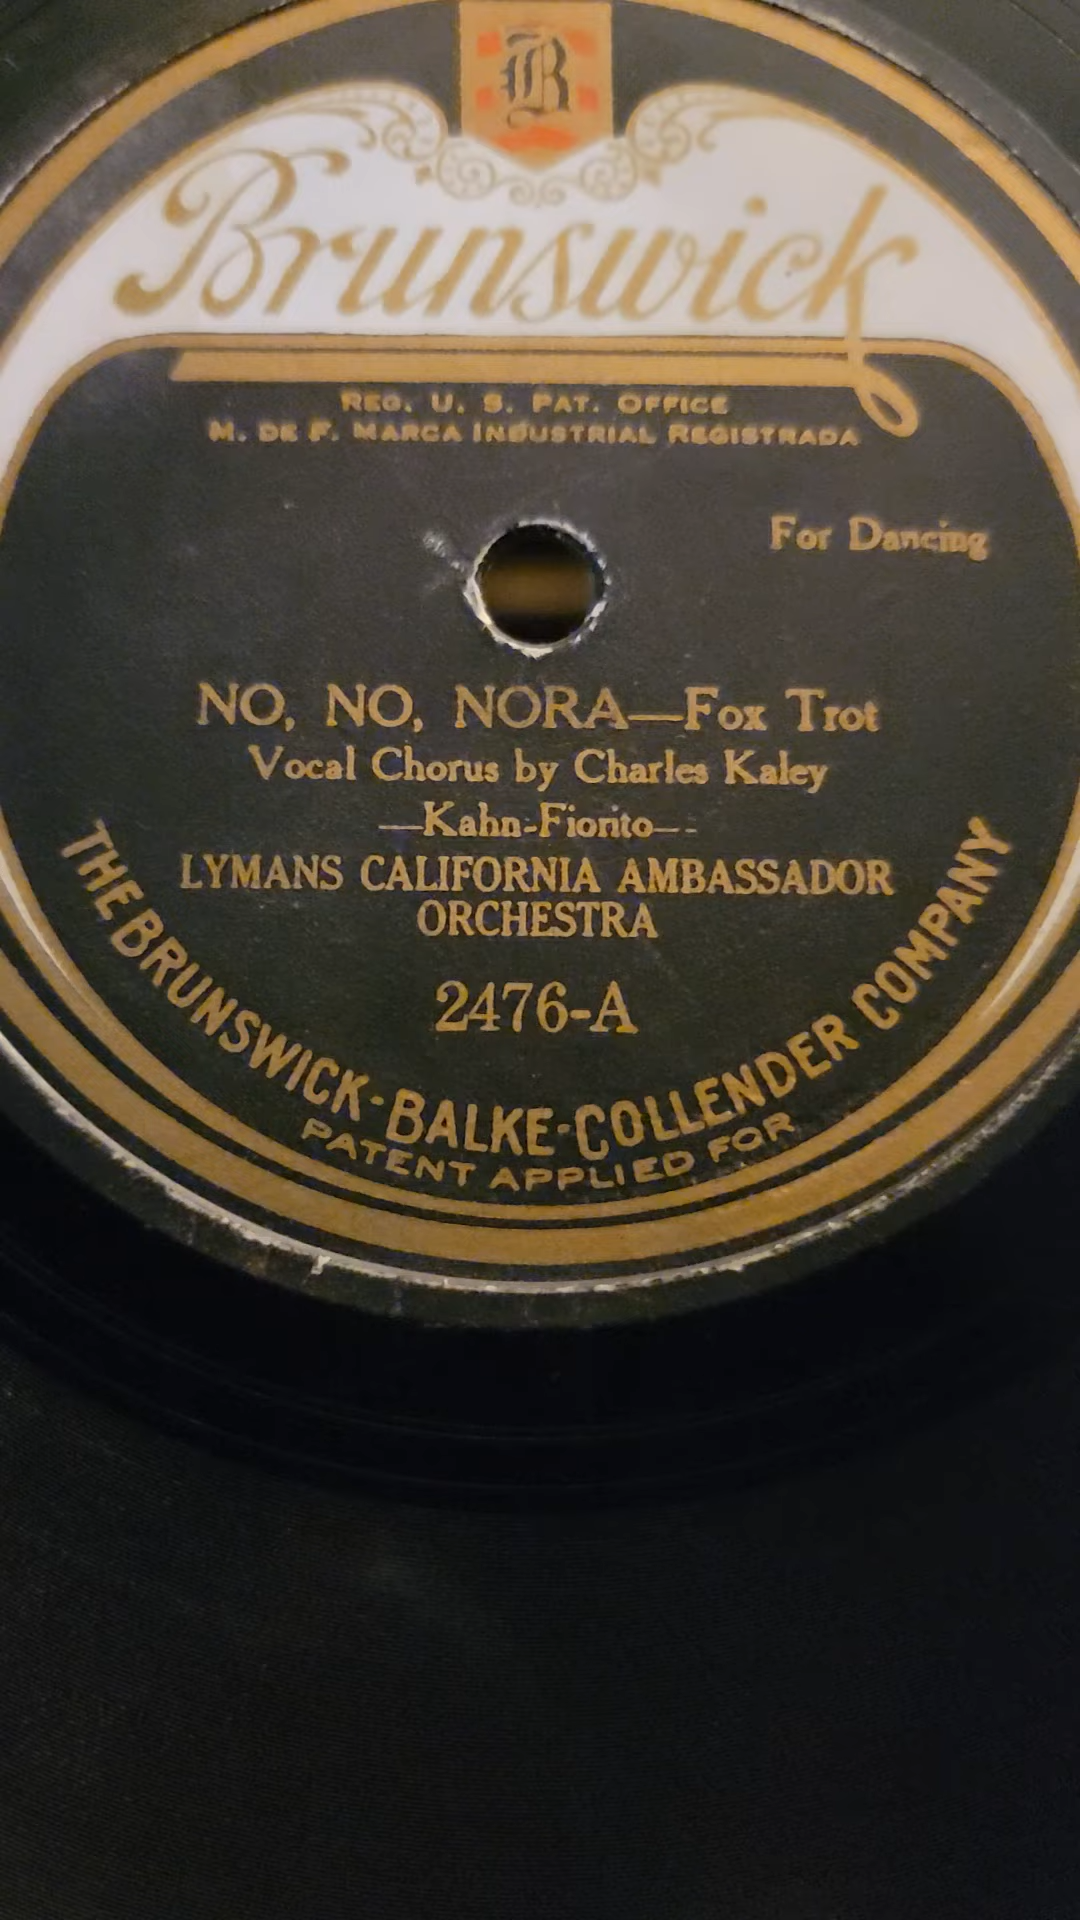 B
Brunswick
REG. U. S. PAT. OFFICE
M. DE F. MARCA INDUSTRIAL REGISTRADA
For Dancing
NO, NO, NORA—Fox Trot
Vocal Chorus by Charles Kaley
—Kahn-Fiorito—
LYMANS CALIFORNIA AMBASSADOR
ORCHESTRA
2476-A
THE BRUNSWICK-BALKE-COLLENDER COMPANY
PATENT APPLIED FOR